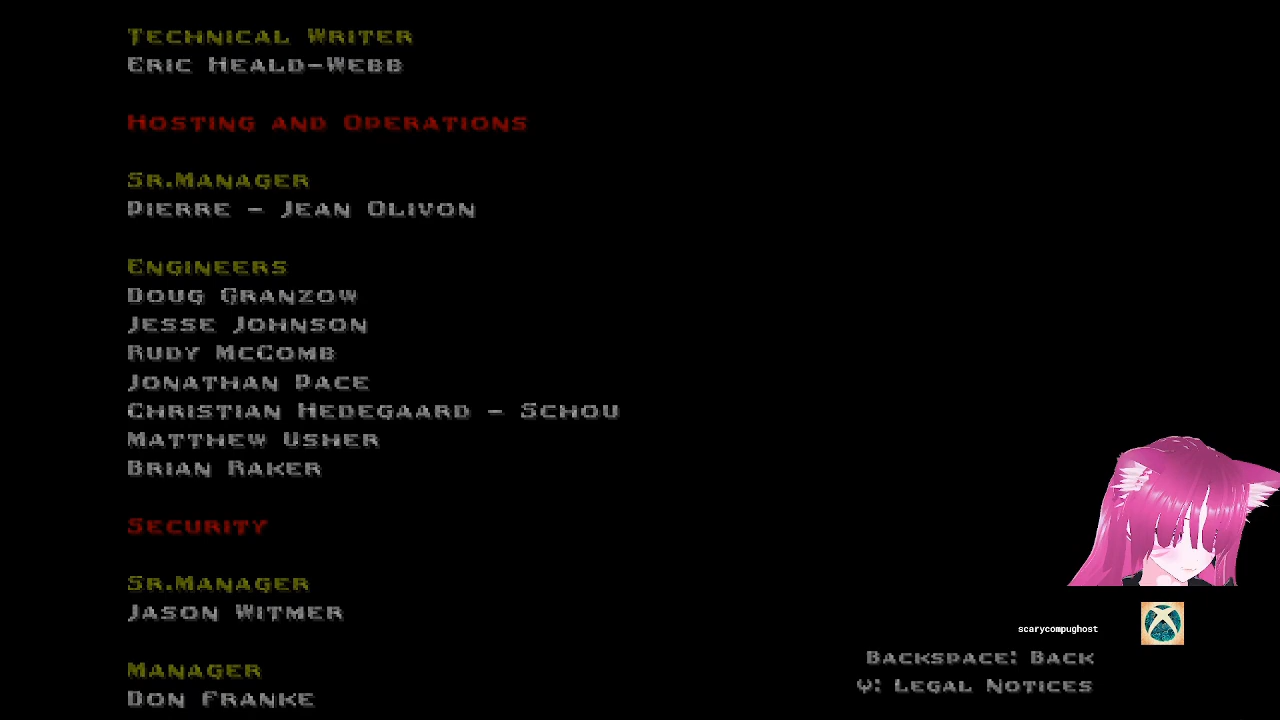 Technical Writer
Eric Heald-Webb
Hosting and Operations
Sr.Manager
Pierre - Jean Olivon
Engineers
Doug Granzow
Jesse Johnson
Rudy McComb
Jonathan Pace
Christian Hedegaard - Schou
Matthew Usher
Brian Raker
Security
Sr.Manager
Jason Witmer
Manager
Don Franke
scarycompughost
Backspace: Back
Y: Legal Notices